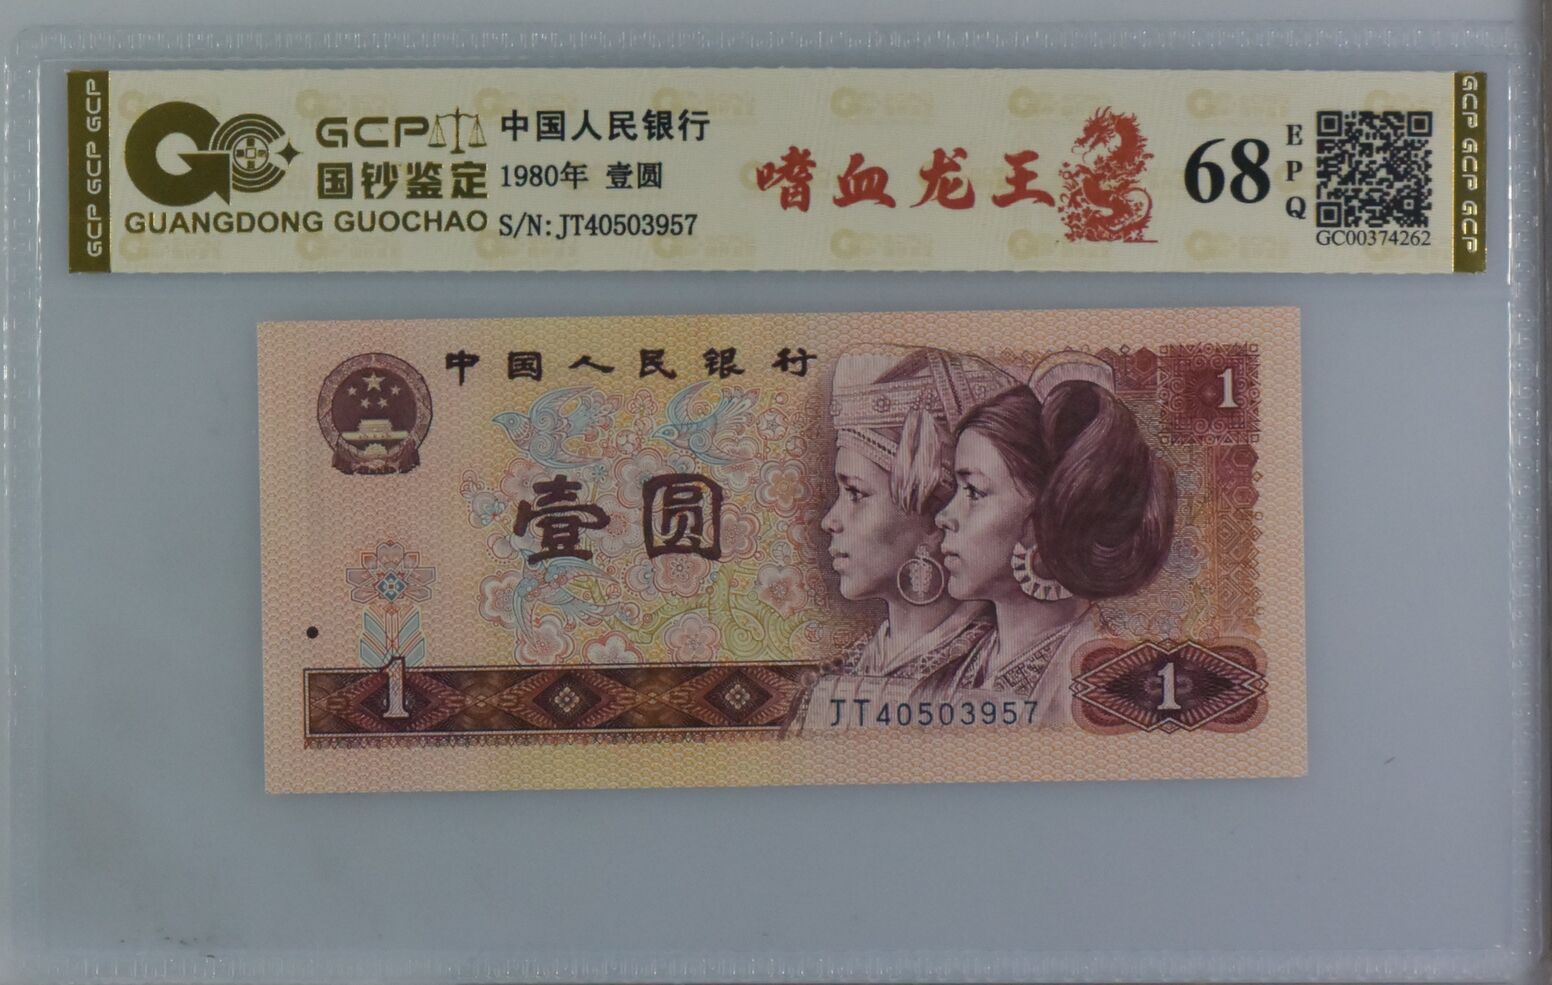 GCP GCP GCP
GCP
国钞鉴定
GUANGDONG GUOCHAO
中国人民银行
1980年 壹圆
S/N: JT40503957
嗜血龙王
68
EPQ
GC00374262
GCP GCP GCP
中国人民银行
1
壹圆
1
JT40503957
1